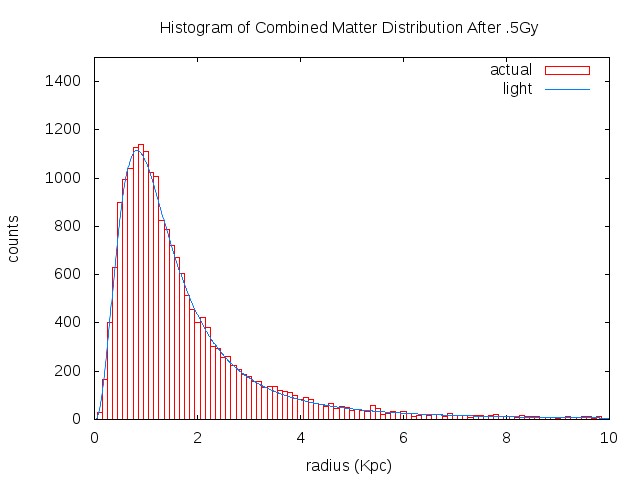 Histogram of Combined Matter Distribution After .5Gy
actual
light
1400
1200
1000
800
600
400
200
0
counts
0 2 4 6 8 10
radius (Kpc)